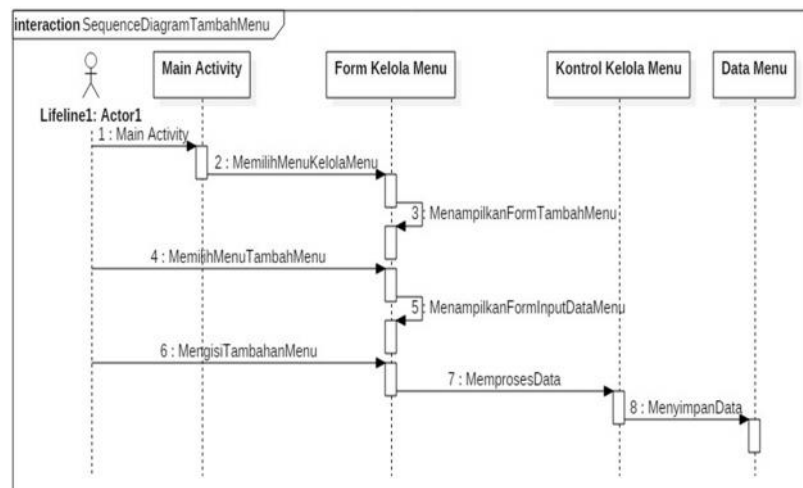 interaction SequenceDiagramTambahMenu
Main Activity
Form Kelola Menu
Kontrol Kelola Menu
Data Menu
Lifeline1: Actor1
1 : Main Activity
2 : MemilihMenuKelolaMenu
3 : MenampilkanFormTambahMenu
4 : MemilihMenuTambahMenu
5 : MenampilkanFormInputDataMenu
6 : MengisiTambahanMenu
7 : MemprosesData
8 : MenyimpanData